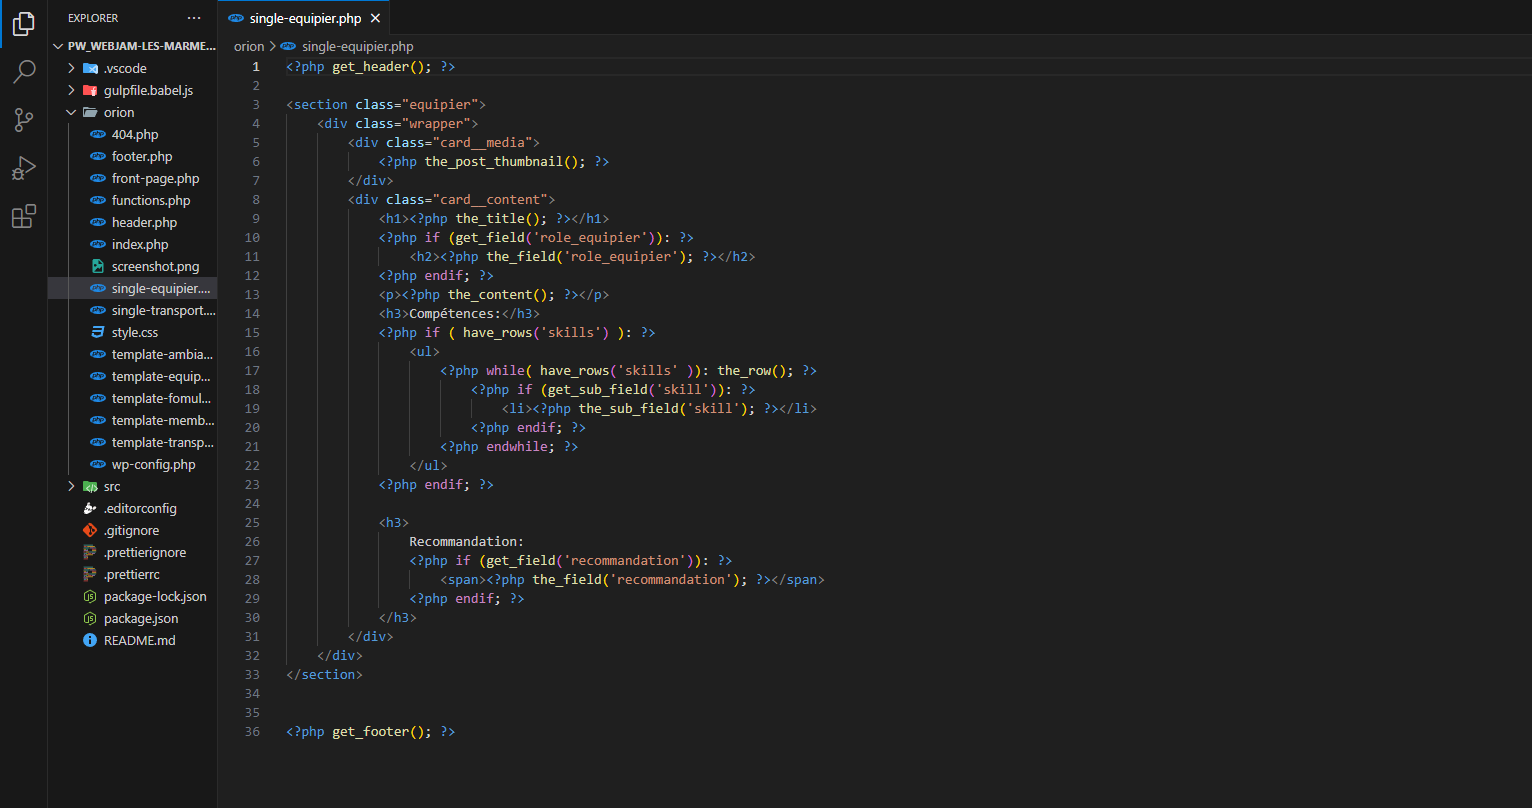 EXPLORER
PW_WEBJAM-LES-MARME...
.vscode
gulpfile.babel.js
orion
404.php
footer.php
front-page.php
functions.php
header.php
index.php
screenshot.png
single-equipier....
single-transport....
style.css
template-ambia...
template-equip...
template-fomul...
template-memb...
template-transp...
wp-config.php
src
.editorconfig
.gitignore
.prettierignore
.prettierrc
package-lock.json
package.json
README.md
single-equipier.php
orion > single-equipier.php
1 <?php get_header(); ?>
2
3 <section class="equipier">
4 <div class="wrapper">
5 <div class="card__media">
6 <?php the_post_thumbnail(); ?>
7 </div>
8 <div class="card__content">
9 <h1><?php the_title(); ?></h1>
10 <?php if (get_field('role_equipier')): ?>
11 <h2><?php the_field('role_equipier'); ?></h2>
12 <?php endif; ?>
13 <p><?php the_content(); ?></p>
14 <h3>Compétences:</h3>
15 <?php if ( have_rows('skills') ): ?>
16 <ul>
17 <?php while( have_rows('skills' )): the_row(); ?>
18 <?php if (get_sub_field('skill')): ?>
19 <li><?php the_sub_field('skill'); ?></li>
20 <?php endif; ?>
21 <?php endwhile; ?>
22 </ul>
23 <?php endif; ?>
24
25 <h3>
26 Recommandation:
27 <?php if (get_field('recommandation')): ?>
28 <span><?php the_field('recommandation'); ?></span>
29 <?php endif; ?>
30 </h3>
31 </div>
32 </div>
33 </section>
34
35
36 <?php get_footer(); ?>